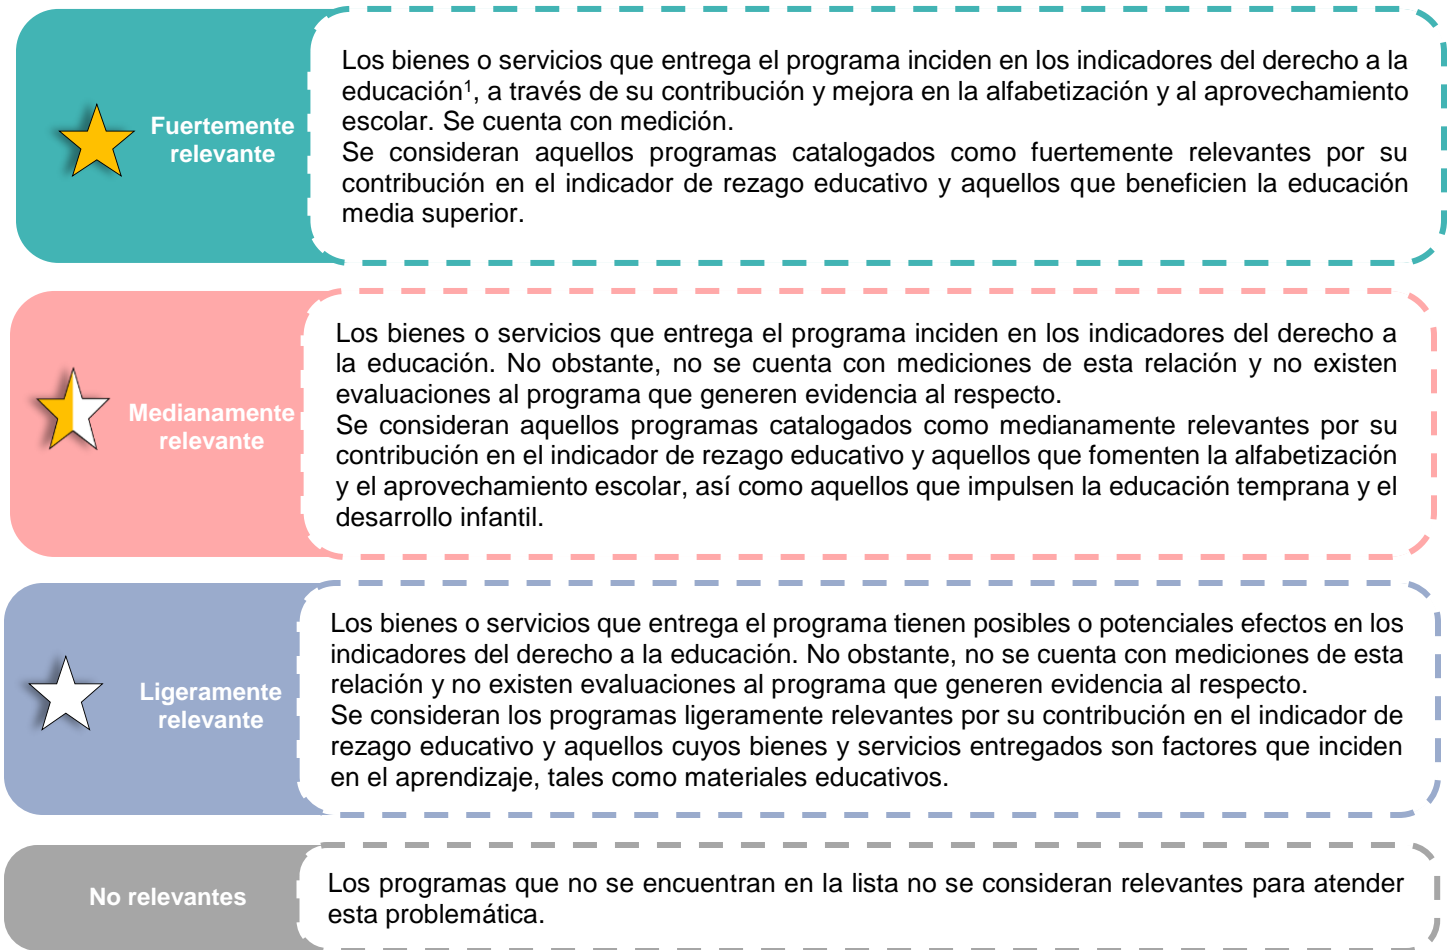 Fuertemente
relevante
Los bienes o servicios que entrega el programa inciden en los indicadores del derecho a la
educación¹, a través de su contribución y mejora en la alfabetización y al aprovechamiento
escolar. Se cuenta con medición.
Se consideran aquellos programas catalogados como fuertemente relevantes por su
contribución en el indicador de rezago educativo y aquellos que beneficien la educación
media superior.
Medianamente
relevante
Los bienes o servicios que entrega el programa inciden en los indicadores del derecho a
la educación. No obstante, no se cuenta con mediciones de esta relación y no existen
evaluaciones al programa que generen evidencia al respecto.
Se consideran aquellos programas catalogados como medianamente relevantes por su
contribución en el indicador de rezago educativo y aquellos que fomenten la alfabetización
y el aprovechamiento escolar, así como aquellos que impulsen la educación temprana y el
desarrollo infantil.
Ligeramente
relevante
Los bienes o servicios que entrega el programa tienen posibles o potenciales efectos en los
indicadores del derecho a la educación. No obstante, no se cuenta con mediciones de esta
relación y no existen evaluaciones al programa que generen evidencia al respecto.
Se consideran los programas ligeramente relevantes por su contribución en el indicador de
rezago educativo y aquellos cuyos bienes y servicios entregados son factores que inciden
en el aprendizaje, tales como materiales educativos.
No relevantes
Los programas que no se encuentran en la lista no se consideran relevantes para atender
esta problemática.